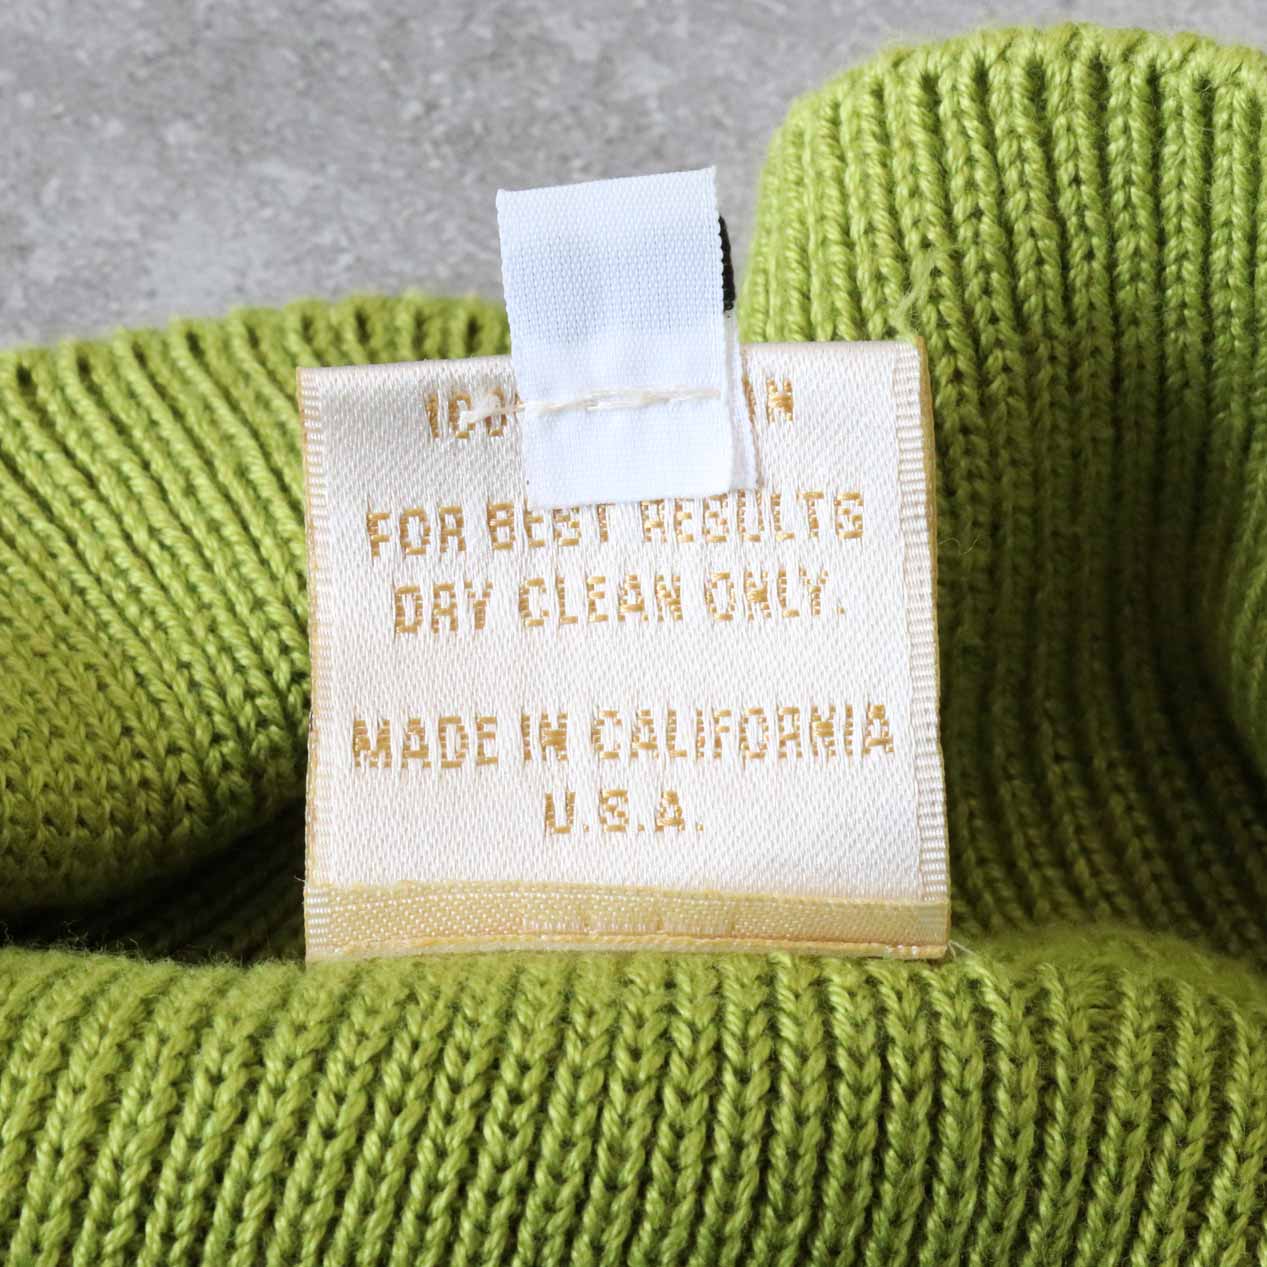 FOR BEST RESULTS
DRY CLEAN ONLY.
MADE IN CALIFORNIA
U.S.A.